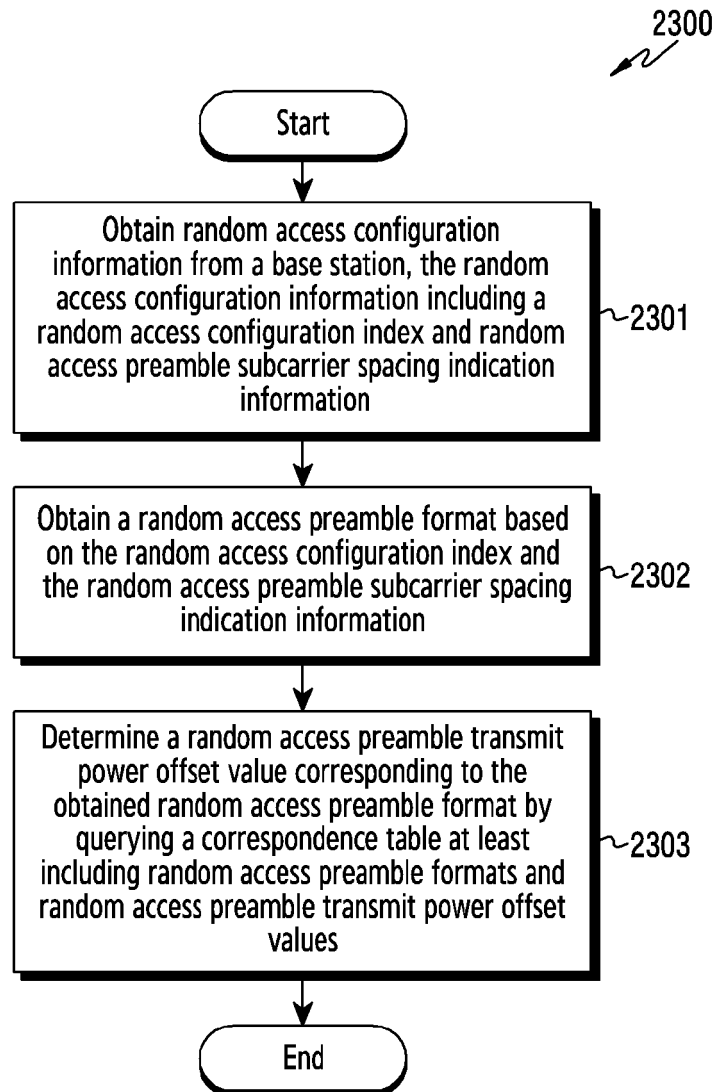 2300
Start
Obtain random access configuration
information from a base station, the random
access configuration information including a
random access configuration index and random
access preamble subcarrier spacing indication
information
2301
Obtain a random access preamble format based
on the random access configuration index and
the random access preamble subcarrier spacing
indication information
2302
Determine a random access preamble transmit
power offset value corresponding to the
obtained random access preamble format by
querying a correspondence table at least
including random access preamble formats and
random access preamble transmit power offset
values
2303
End